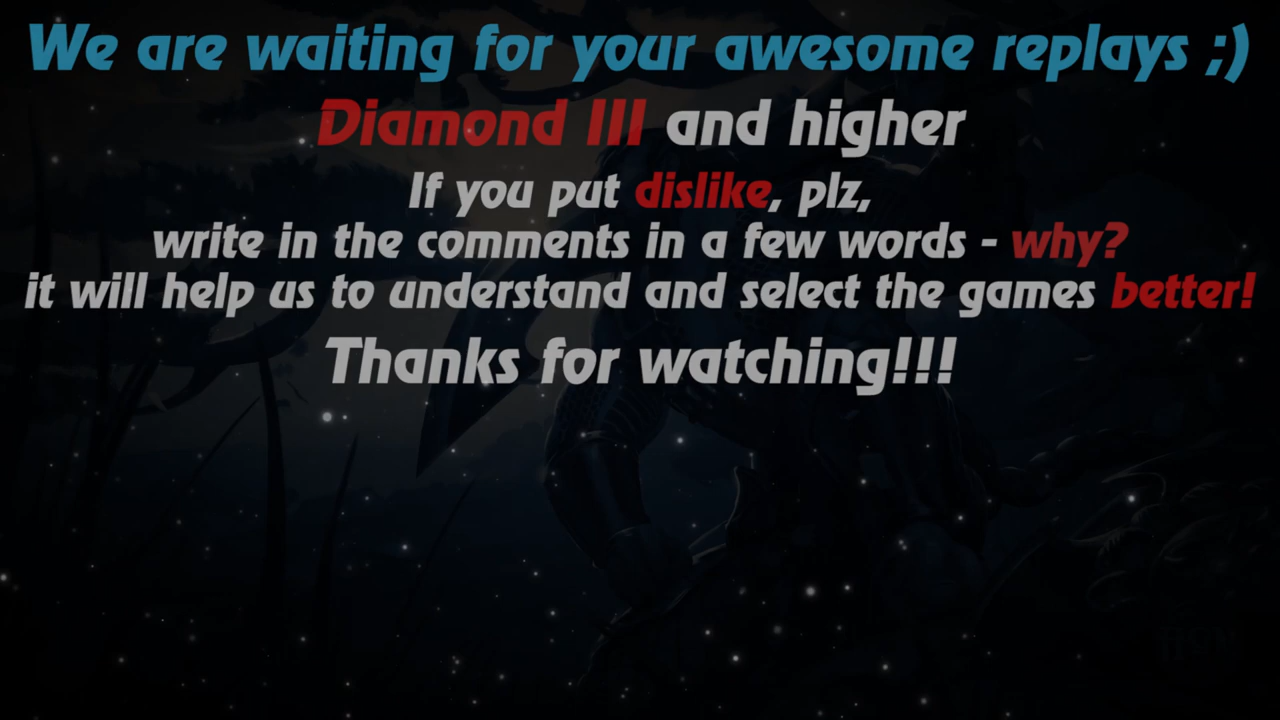 We are waiting for your awesome replays ;)
Diamond III and higher
If you put dislike, plz,
write in the comments in a few words - why?
it will help us to understand and select the games better!
Thanks for watching!!!